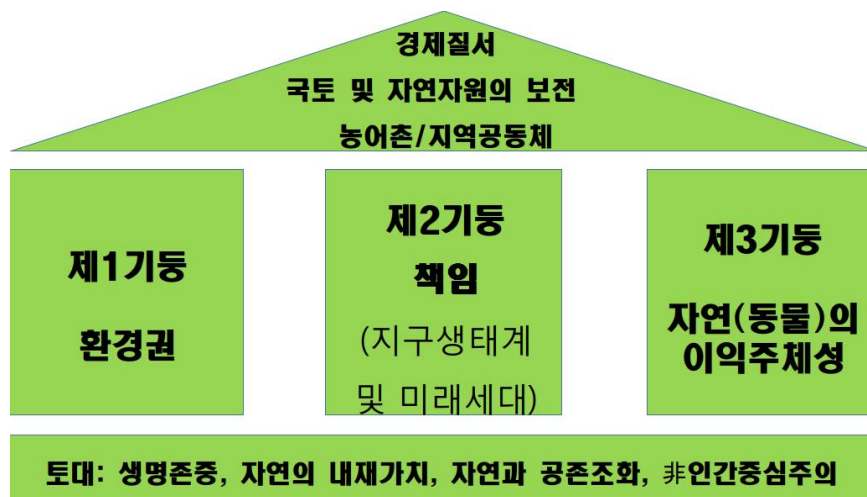 경제질서
국토 및 자연자원의 보전
농어촌/지역공동체
제1기둥
환경권
제2기둥
책임
(지구생태계
및 미래세대)
제3기둥
자연(동물)의
이익주체성
토대: 생명존중, 자연의 내재가치, 자연과 공존조화, 非인간중심주의